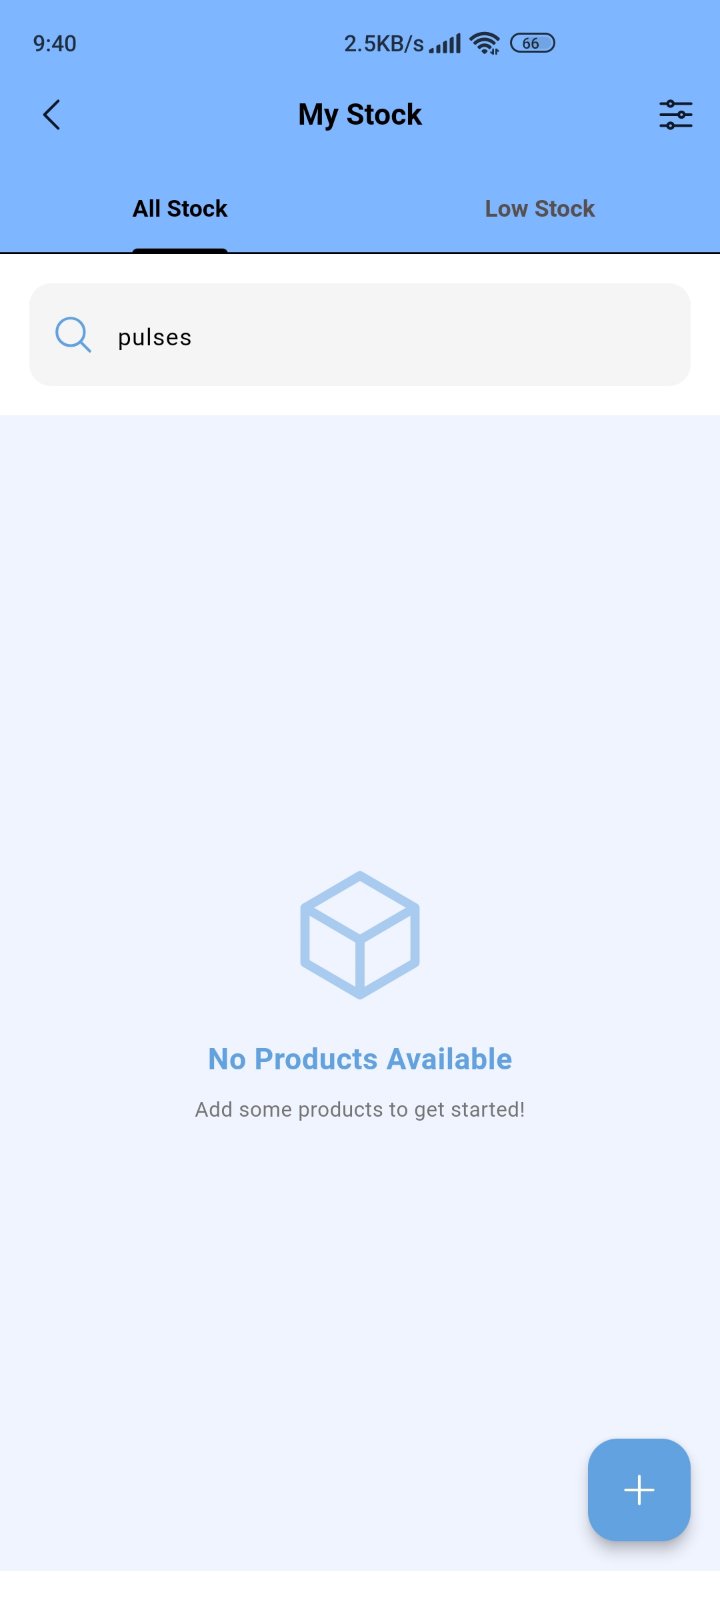 9:40 2.5KB/s 66
My Stock
All Stock Low Stock
pulses
No Products Available
Add some products to get started!